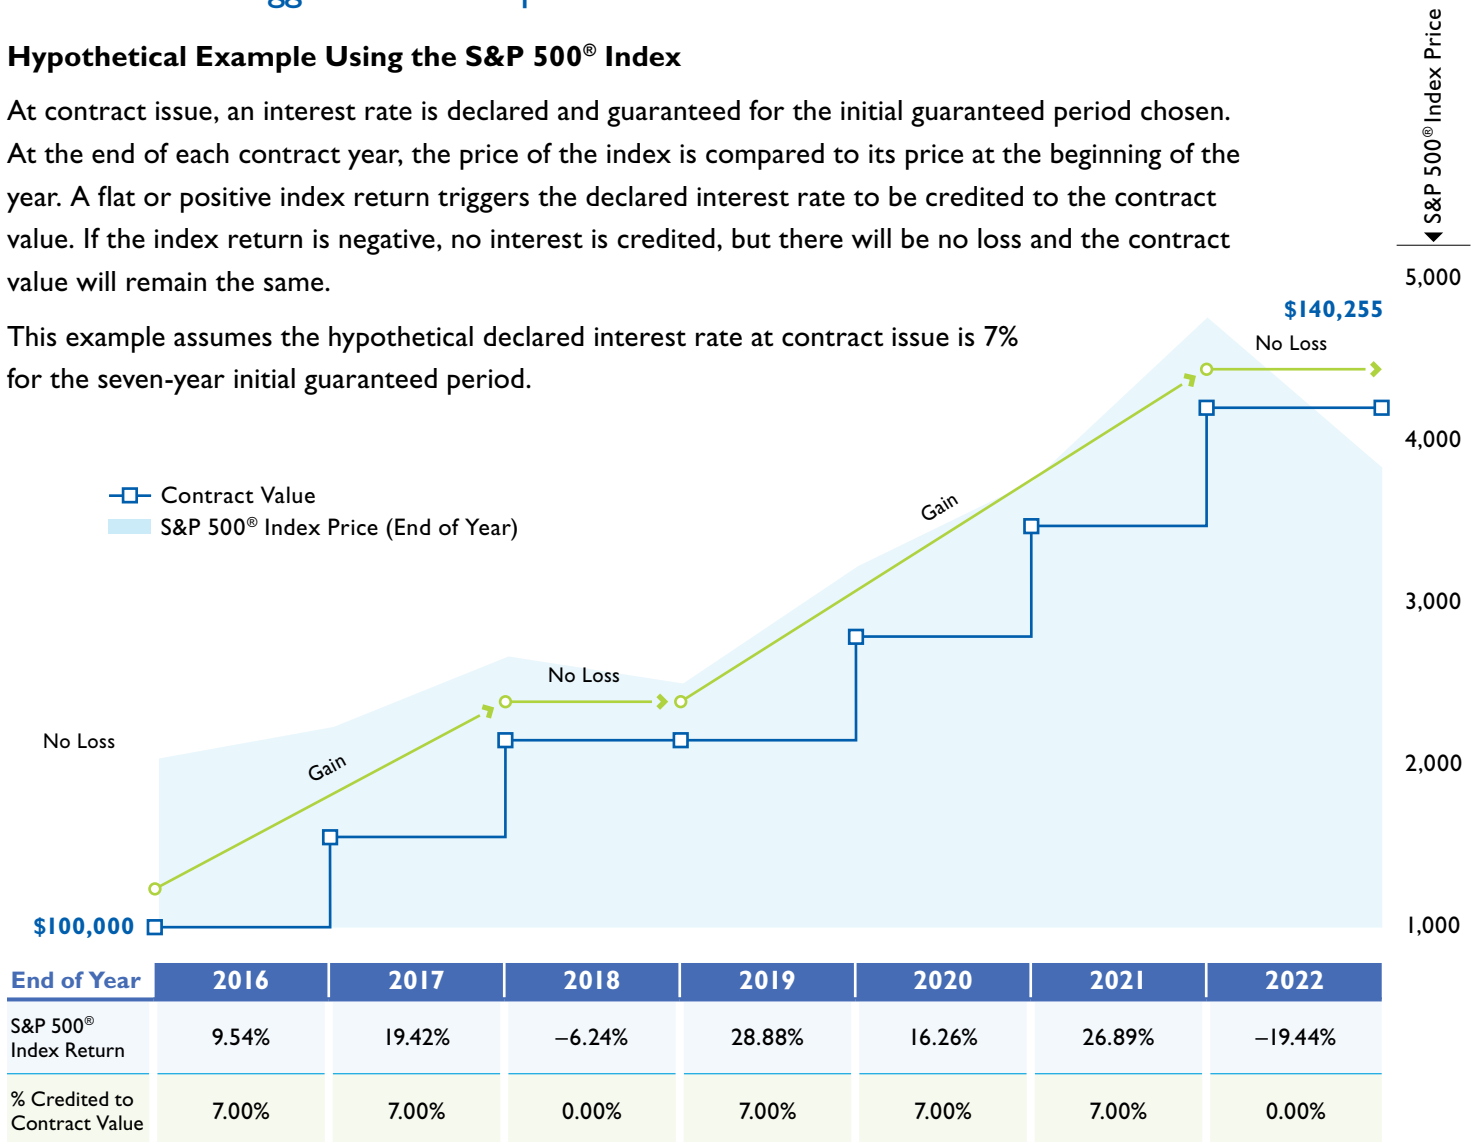 Hypothetical Example Using the S&P 500® Index
At contract issue, an interest rate is declared and guaranteed for the initial guaranteed period chosen.
At the end of each contract year, the price of the index is compared to its price at the beginning of the
year. A flat or positive index return triggers the declared interest rate to be credited to the contract
value. If the index return is negative, no interest is credited, but there will be no loss and the contract
value will remain the same.
This example assumes the hypothetical declared interest rate at contract issue is 7%
for the seven-year initial guaranteed period.
S&P 500® Index Price
5,000
4,000
3,000
2,000
1,000
Contract Value
S&P 500® Index Price (End of Year)
$140,255
No Loss
Gain
No Loss
No Loss
Gain
$100,000
End of Year 2016 2017 2018 2019 2020 2021 2022
S&P 500®
Index Return 9.54% 19.42% –6.24% 28.88% 16.26% 26.89% –19.44%
% Credited to
Contract Value 7.00% 7.00% 0.00% 7.00% 7.00% 7.00% 0.00%